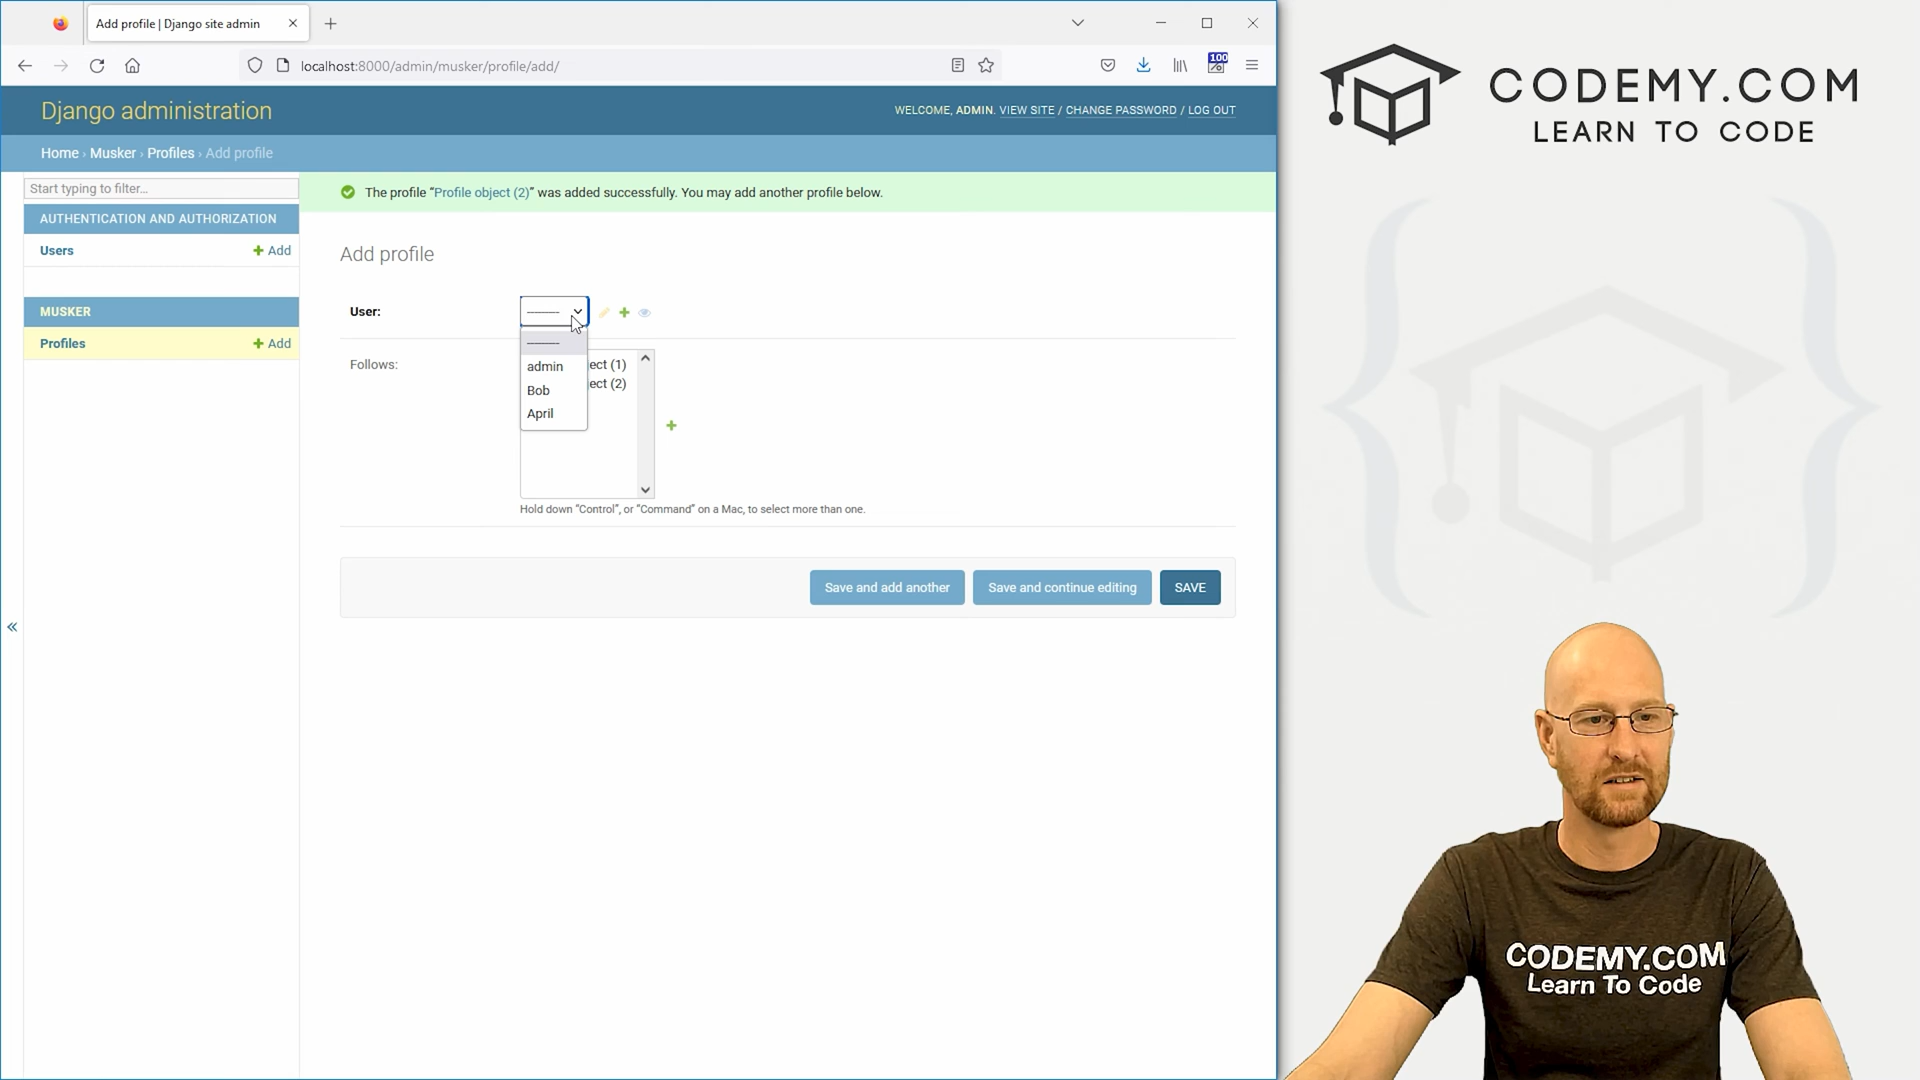 Add profile | Django site admin
localhost:8000/admin/musker/profile/add/
100
Django administration
WELCOME, ADMIN. VIEW SITE / CHANGE PASSWORD / LOG OUT
Home › Musker › Profiles › Add profile
Start typing to filter...
AUTHENTICATION AND AUTHORIZATION
Users
Add
MUSKER
Profiles
Add
The profile “Profile object (2)” was added successfully. You may add another profile below.
Add profile
User:
---------
---------
admin
Bob
April
Follows:
ject (1)
ject (2)
Hold down “Control”, or “Command” on a Mac, to select more than one.
Save and add another
Save and continue editing
SAVE
CODEMY.COM
LEARN TO CODE
CODEMY.COM
Learn To Code